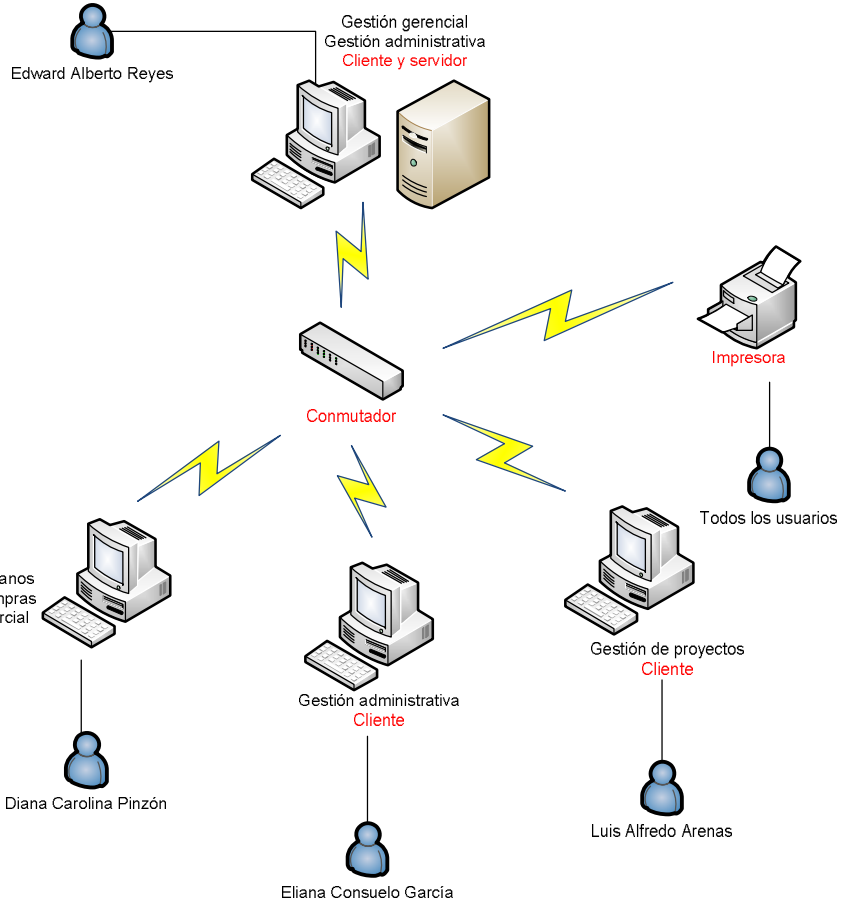 Gestión gerencial
Gestión administrativa
Cliente y servidor
Edward Alberto Reyes
Impresora
Conmutador
Todos los usuarios
Gestión de proyectos
Cliente
Gestión administrativa
Cliente
Diana Carolina Pinzón
Luis Alfredo Arenas
Eliana Consuelo García